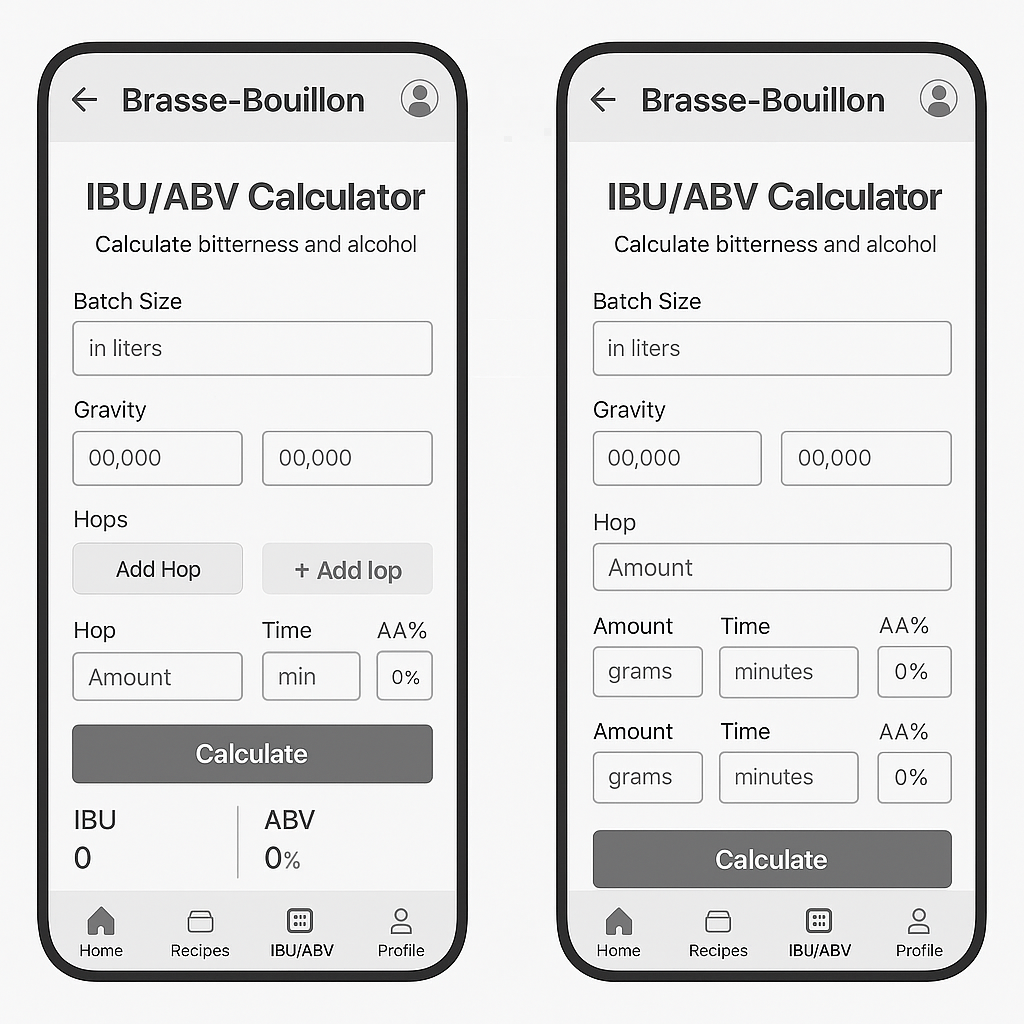 Brasse-Bouillon
IBU/ABV Calculator
Calculate bitterness and alcohol
Batch Size
in liters
Gravity
00,000 00,000
Hops
Add Hop + Add lop
Hop Time AA%
Amount min 0%
Calculate
IBU ABV
0 0%
Home Recipes IBU/ABV Profile
Brasse-Bouillon
IBU/ABV Calculator
Calculate bitterness and alcohol
Batch Size
in liters
Gravity
00,000 00,000
Hop
Amount
Amount Time AA%
grams minutes 0%
Amount Time AA%
grams minutes 0%
Calculate
Home Recipes IBU/ABV Profile